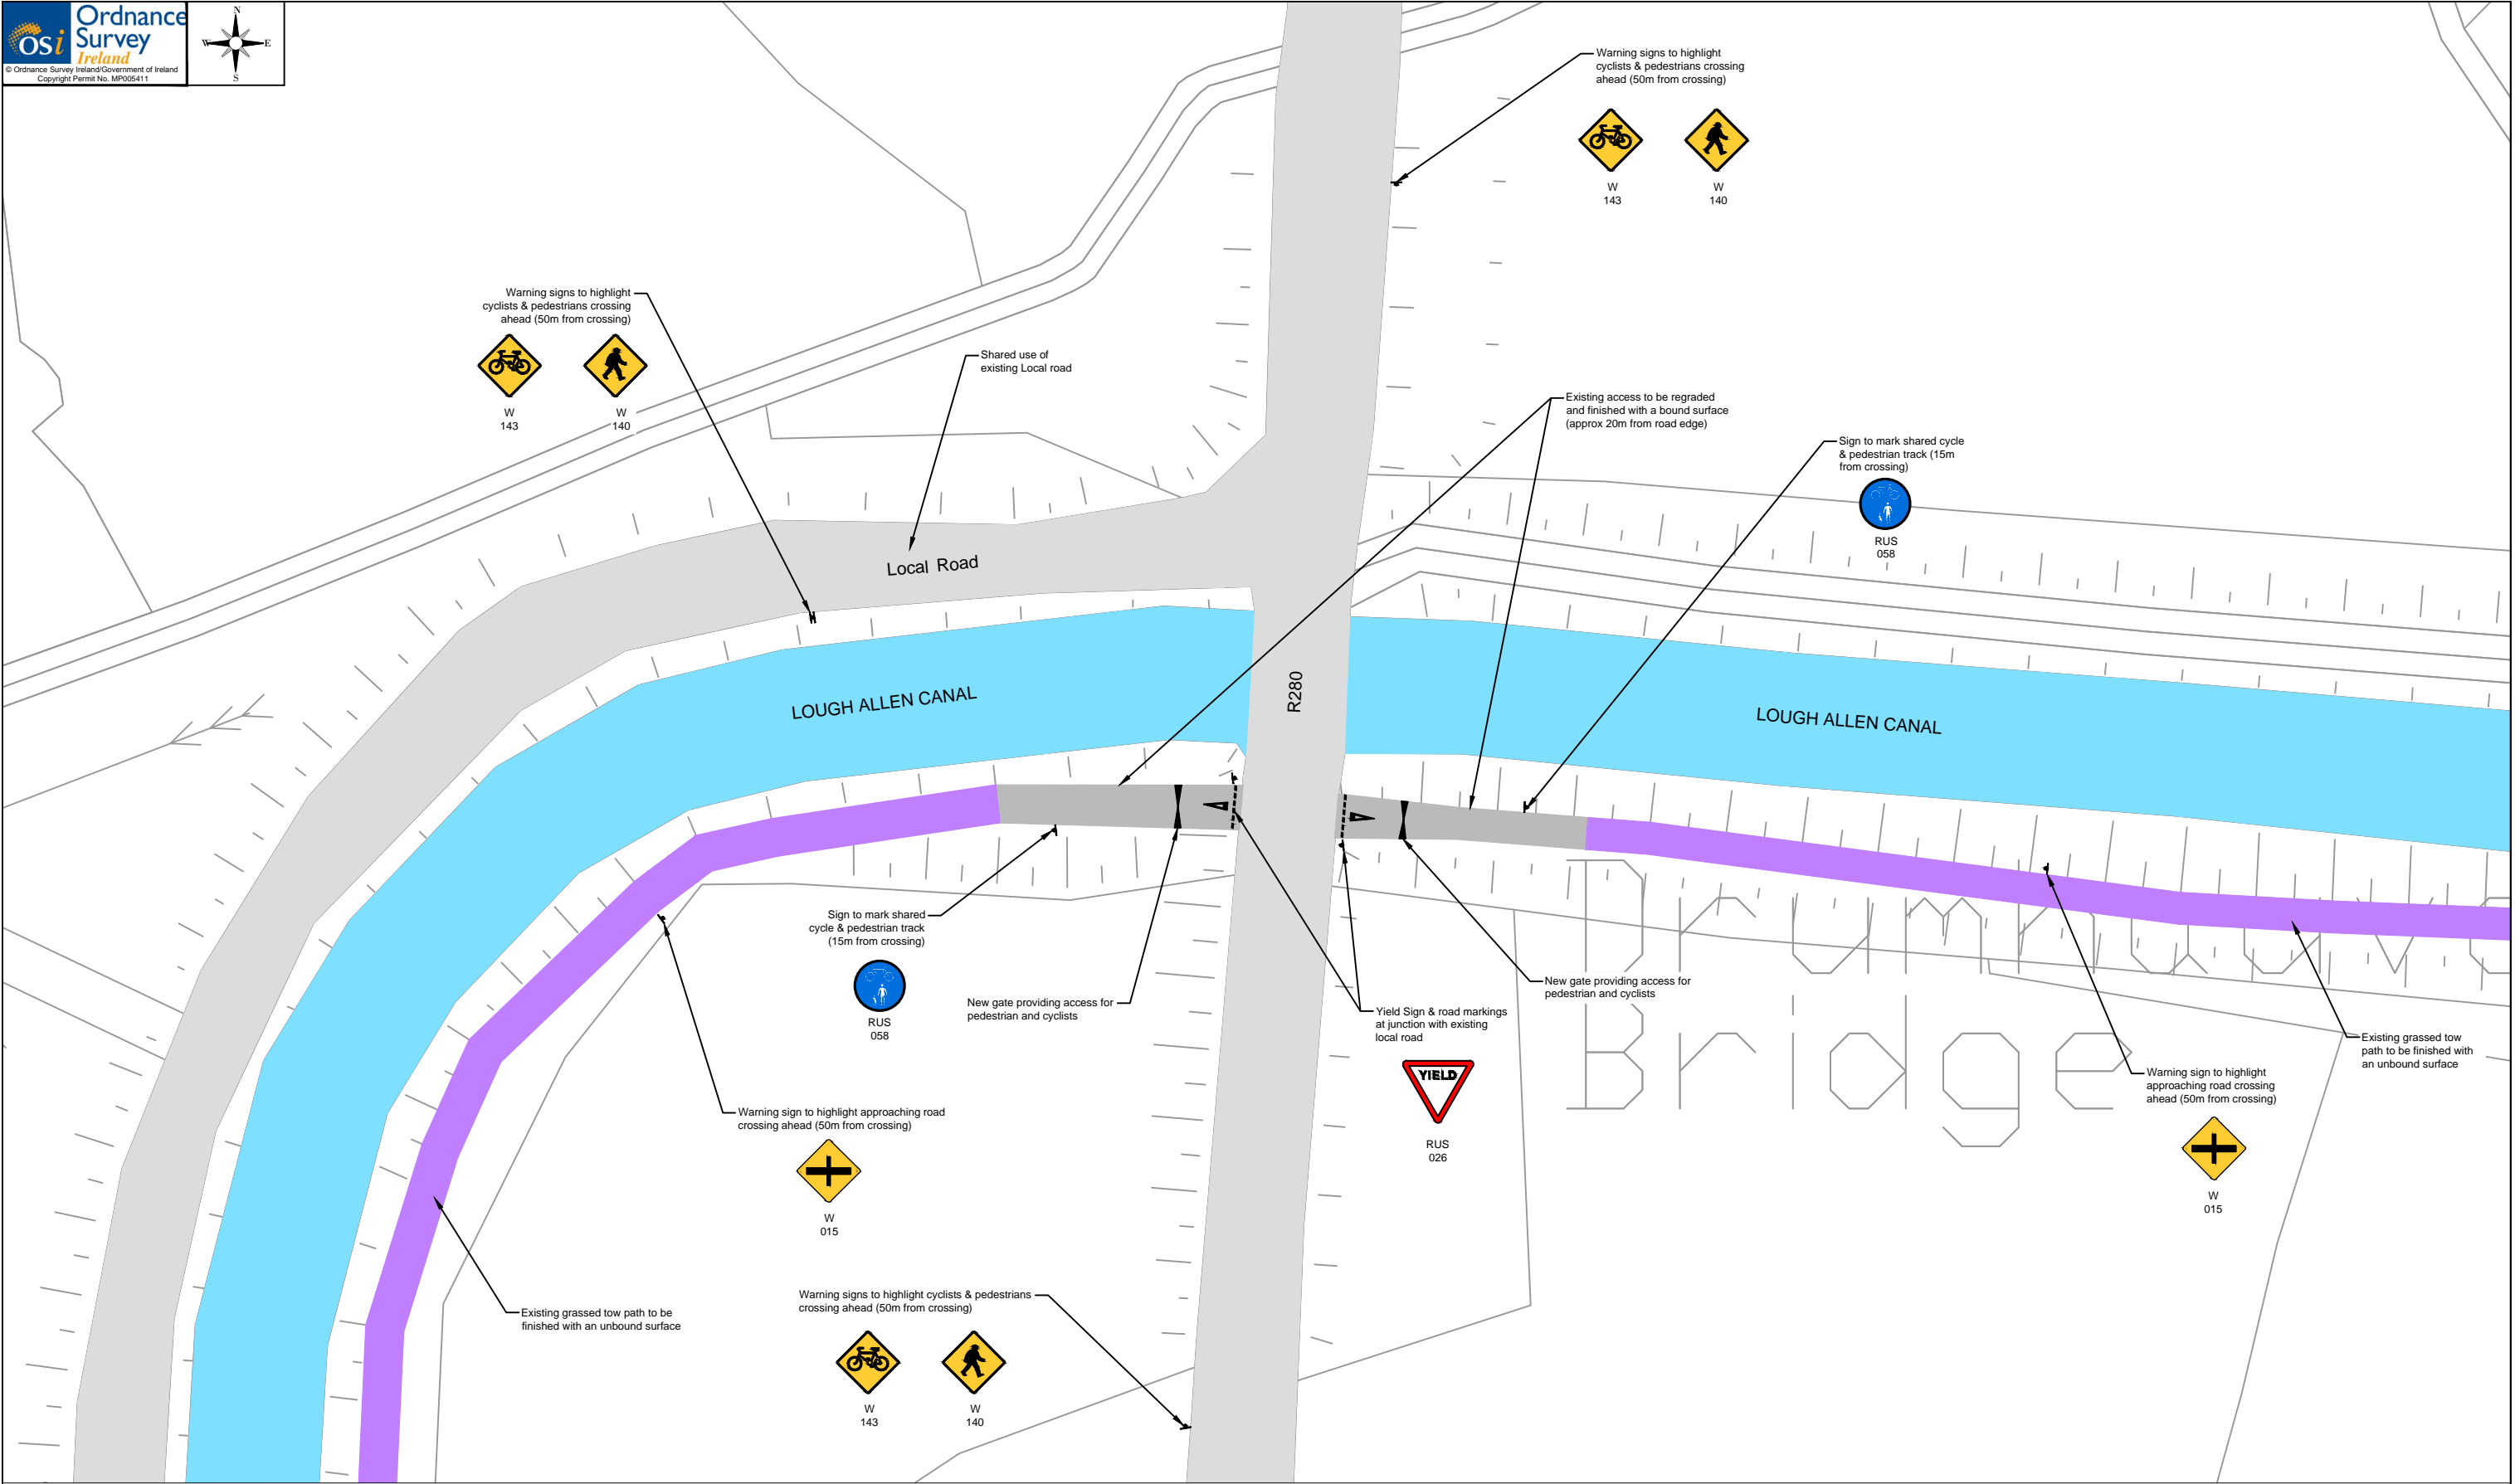 Ordnance
Survey
Ireland
osi
© Ordnance Survey Ireland/Government of Ireland
Copyright Permit No. MP005411
N
W
E
S
Warning signs to highlight
cyclists & pedestrians crossing
ahead (50m from crossing)
W
143
W
140
Warning signs to highlight
cyclists & pedestrians crossing
ahead (50m from crossing)
W
143
W
140
Shared use of
existing Local road
Existing access to be regraded
and finished with a bound surface
(approx 20m from road edge)
Sign to mark shared cycle
& pedestrian track (15m
from crossing)
RUS
058
Local Road
LOUGH ALLEN CANAL
R280
LOUGH ALLEN CANAL
Sign to mark shared
cycle & pedestrian track
(15m from crossing)
RUS
058
New gate providing access for
pedestrian and cyclists
New gate providing access for
pedestrian and cyclists
Yield Sign & road markings
at junction with existing
local road
YIELD
RUS
026
Bridge
Existing grassed tow
path to be finished with
an unbound surface
Warning sign to highlight
approaching road crossing
ahead (50m from crossing)
W
015
Warning sign to highlight approaching road
crossing ahead (50m from crossing)
W
015
Existing grassed tow path to be
finished with an unbound surface
Warning signs to highlight cyclists & pedestrians
crossing ahead (50m from crossing)
W
143
W
140